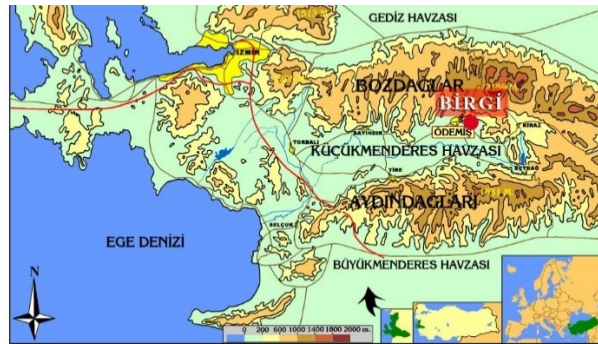 GEDİZ HAVZASI
İZMİR
BOZDAĞLAR
BİRGİ
ÖDEMİŞ
KİRAZ
BAYINDIR
TORBALI
KÜÇÜKMENDERES HAVZASI
BEYDAĞ
TİRE
AYDINDAĞLARI
SELÇUK
EGE DENİZİ
BÜYÜKMENDERES HAVZASI
N
0 200 600 1000 1400 1800 2000 m.